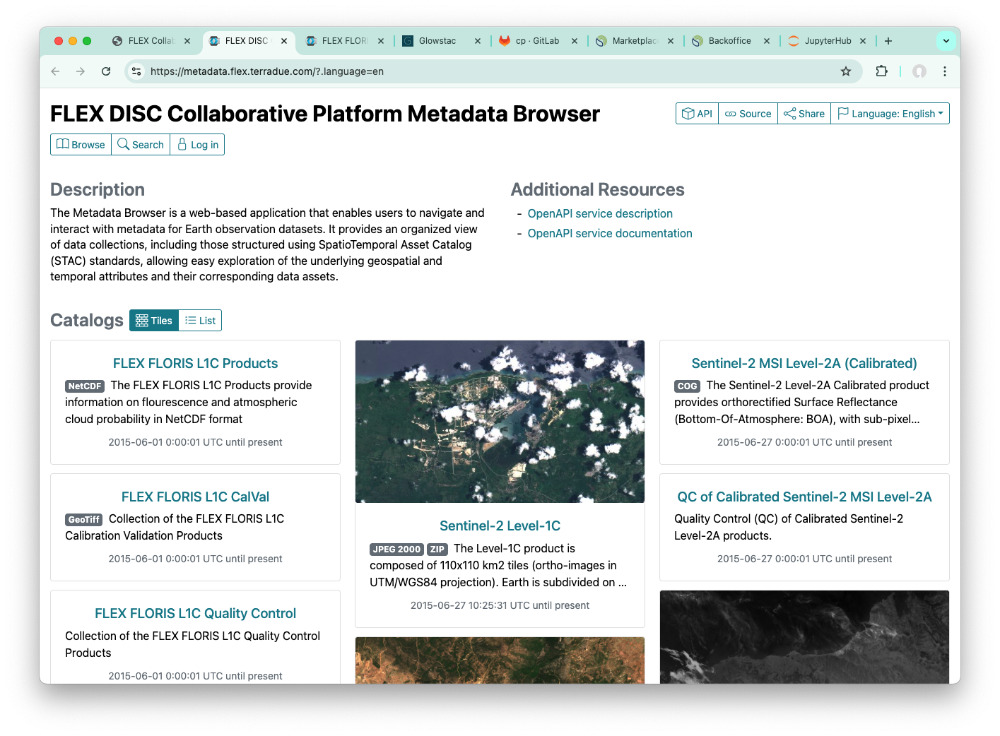 FLEX Collab
FLEX DISC
FLEX FLORI
Glowstac
cp · GitLab
Marketplac
Backoffice
JupyterHub
https://metadata.flex.terradue.com/?.language=en
FLEX DISC Collaborative Platform Metadata Browser
API
Source
Share
Language: English
Browse
Search
Log in
Description
The Metadata Browser is a web-based application that enables users to navigate and
interact with metadata for Earth observation datasets. It provides an organized view
of data collections, including those structured using SpatioTemporal Asset Catalog
(STAC) standards, allowing easy exploration of the underlying geospatial and
temporal attributes and their corresponding data assets.
Additional Resources
- OpenAPI service description
- OpenAPI service documentation
Catalogs
Tiles
List
FLEX FLORIS L1C Products
NetCDF The FLEX FLORIS L1C Products provide
information on flourescence and atmospheric
cloud probability in NetCDF format
2015-06-01 0:00:01 UTC until present
FLEX FLORIS L1C CalVal
GeoTiff Collection of the FLEX FLORIS L1C
Calibration Validation Products
2015-06-01 0:00:01 UTC until present
FLEX FLORIS L1C Quality Control
Collection of the FLEX FLORIS L1C Quality Control
Products
2015-06-01 0:00:01 UTC until present
Sentinel-2 Level-1C
JPEG 2000 ZIP The Level-1C product is
composed of 110x110 km2 tiles (ortho-images in
UTM/WGS84 projection). Earth is subdivided on ...
2015-06-27 10:25:31 UTC until present
Sentinel-2 MSI Level-2A (Calibrated)
COG The Sentinel-2 Level-2A Calibrated product
provides orthorectified Surface Reflectance
(Bottom-Of-Atmosphere: BOA), with sub-pixel...
2015-06-27 0:00:01 UTC until present
QC of Calibrated Sentinel-2 MSI Level-2A
Quality Control (QC) of Calibrated Sentinel-2
Level-2A products.
2015-06-27 0:00:01 UTC until present